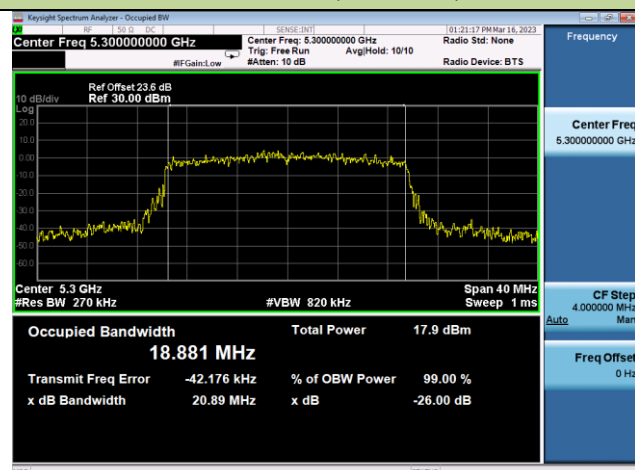 Keysight Spectrum Analyzer - Occupied BW
RF 50 Ω DC SENSE:INT 01:21:17 PM Mar 16, 2023
Center Freq 5.300000000 GHz Center Freq: 5.300000000 GHz Radio Std: None Frequency
Trig: Free Run Avg|Hold: 10/10
#IFGain:Low #Atten: 10 dB Radio Device: BTS
Ref Offset 23.6 dB
10 dB/div Ref 30.00 dBm
Log
20.0
10.0
0.00
-10.0
-20.0
-30.0
-40.0
-50.0
-60.0
Center Freq
5.300000000 GHz
Center 5.3 GHz Span 40 MHz
#Res BW 270 kHz #VBW 820 kHz Sweep 1 ms
CF Step
4.000000 MHz
Auto Man
Occupied Bandwidth Total Power 17.9 dBm
18.881 MHz
Transmit Freq Error -42.176 kHz % of OBW Power 99.00 %
x dB Bandwidth 20.89 MHz x dB -26.00 dB
Freq Offset
0 Hz